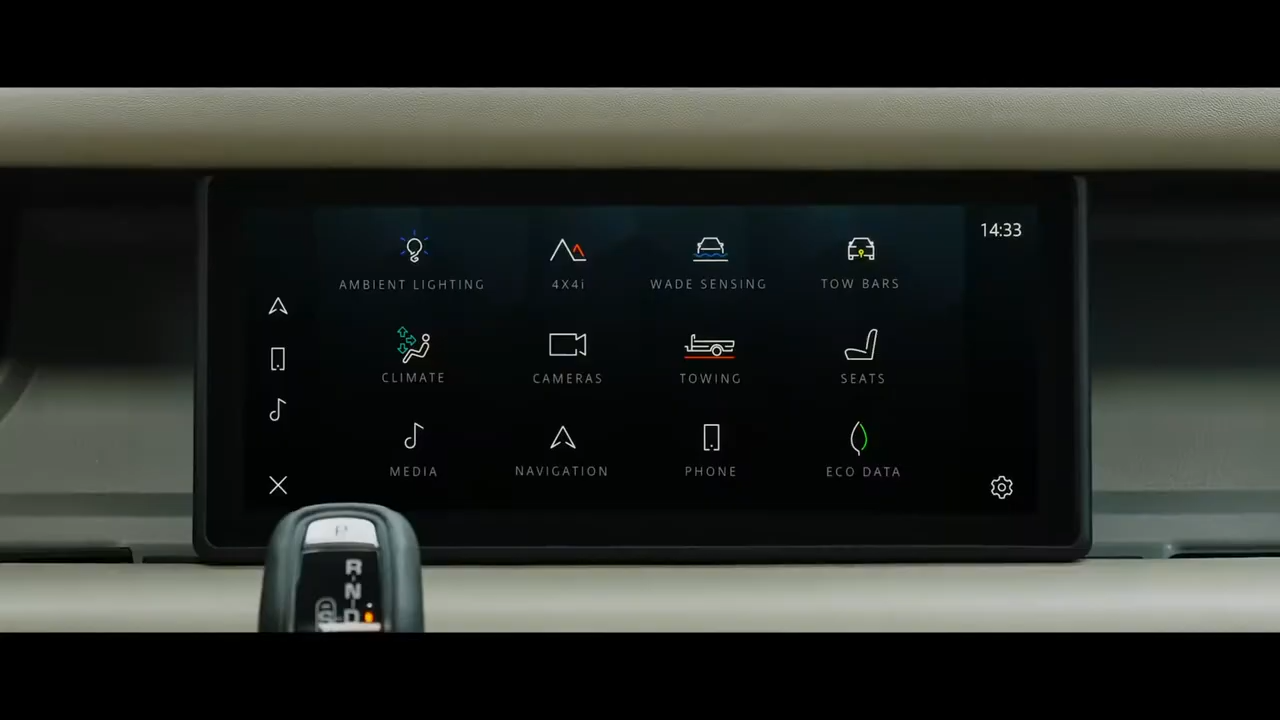 14:33
AMBIENT LIGHTING
4X4i
WADE SENSING
TOW BARS
CLIMATE
CAMERAS
TOWING
SEATS
MEDIA
NAVIGATION
PHONE
ECO DATA
P
R
N
S D